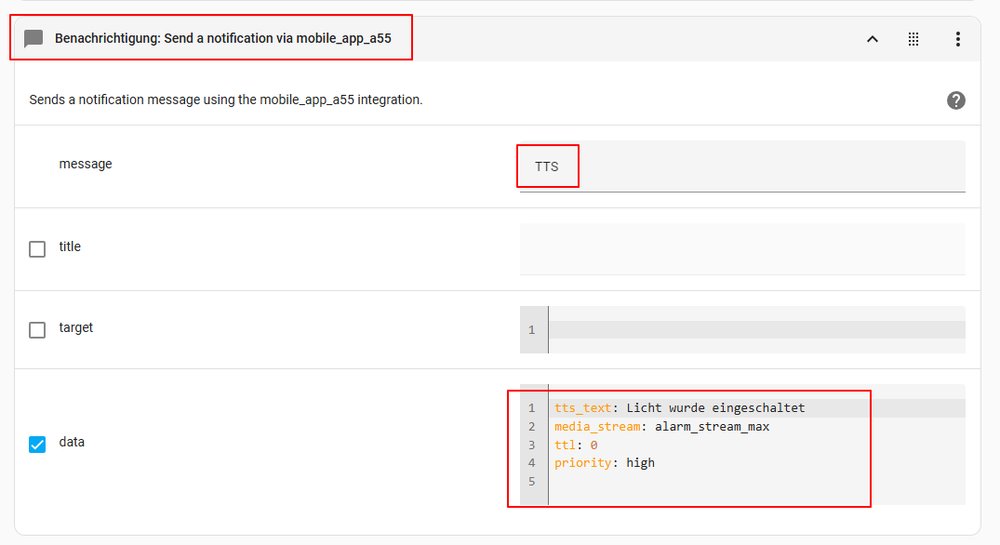 Benachrichtigung: Send a notification via mobile_app_a55
Sends a notification message using the mobile_app_a55 integration.
message
TTS
title
target
1
data
1 tts_text: Licht wurde eingeschaltet
2 media_stream: alarm_stream_max
3 ttl: 0
4 priority: high
5